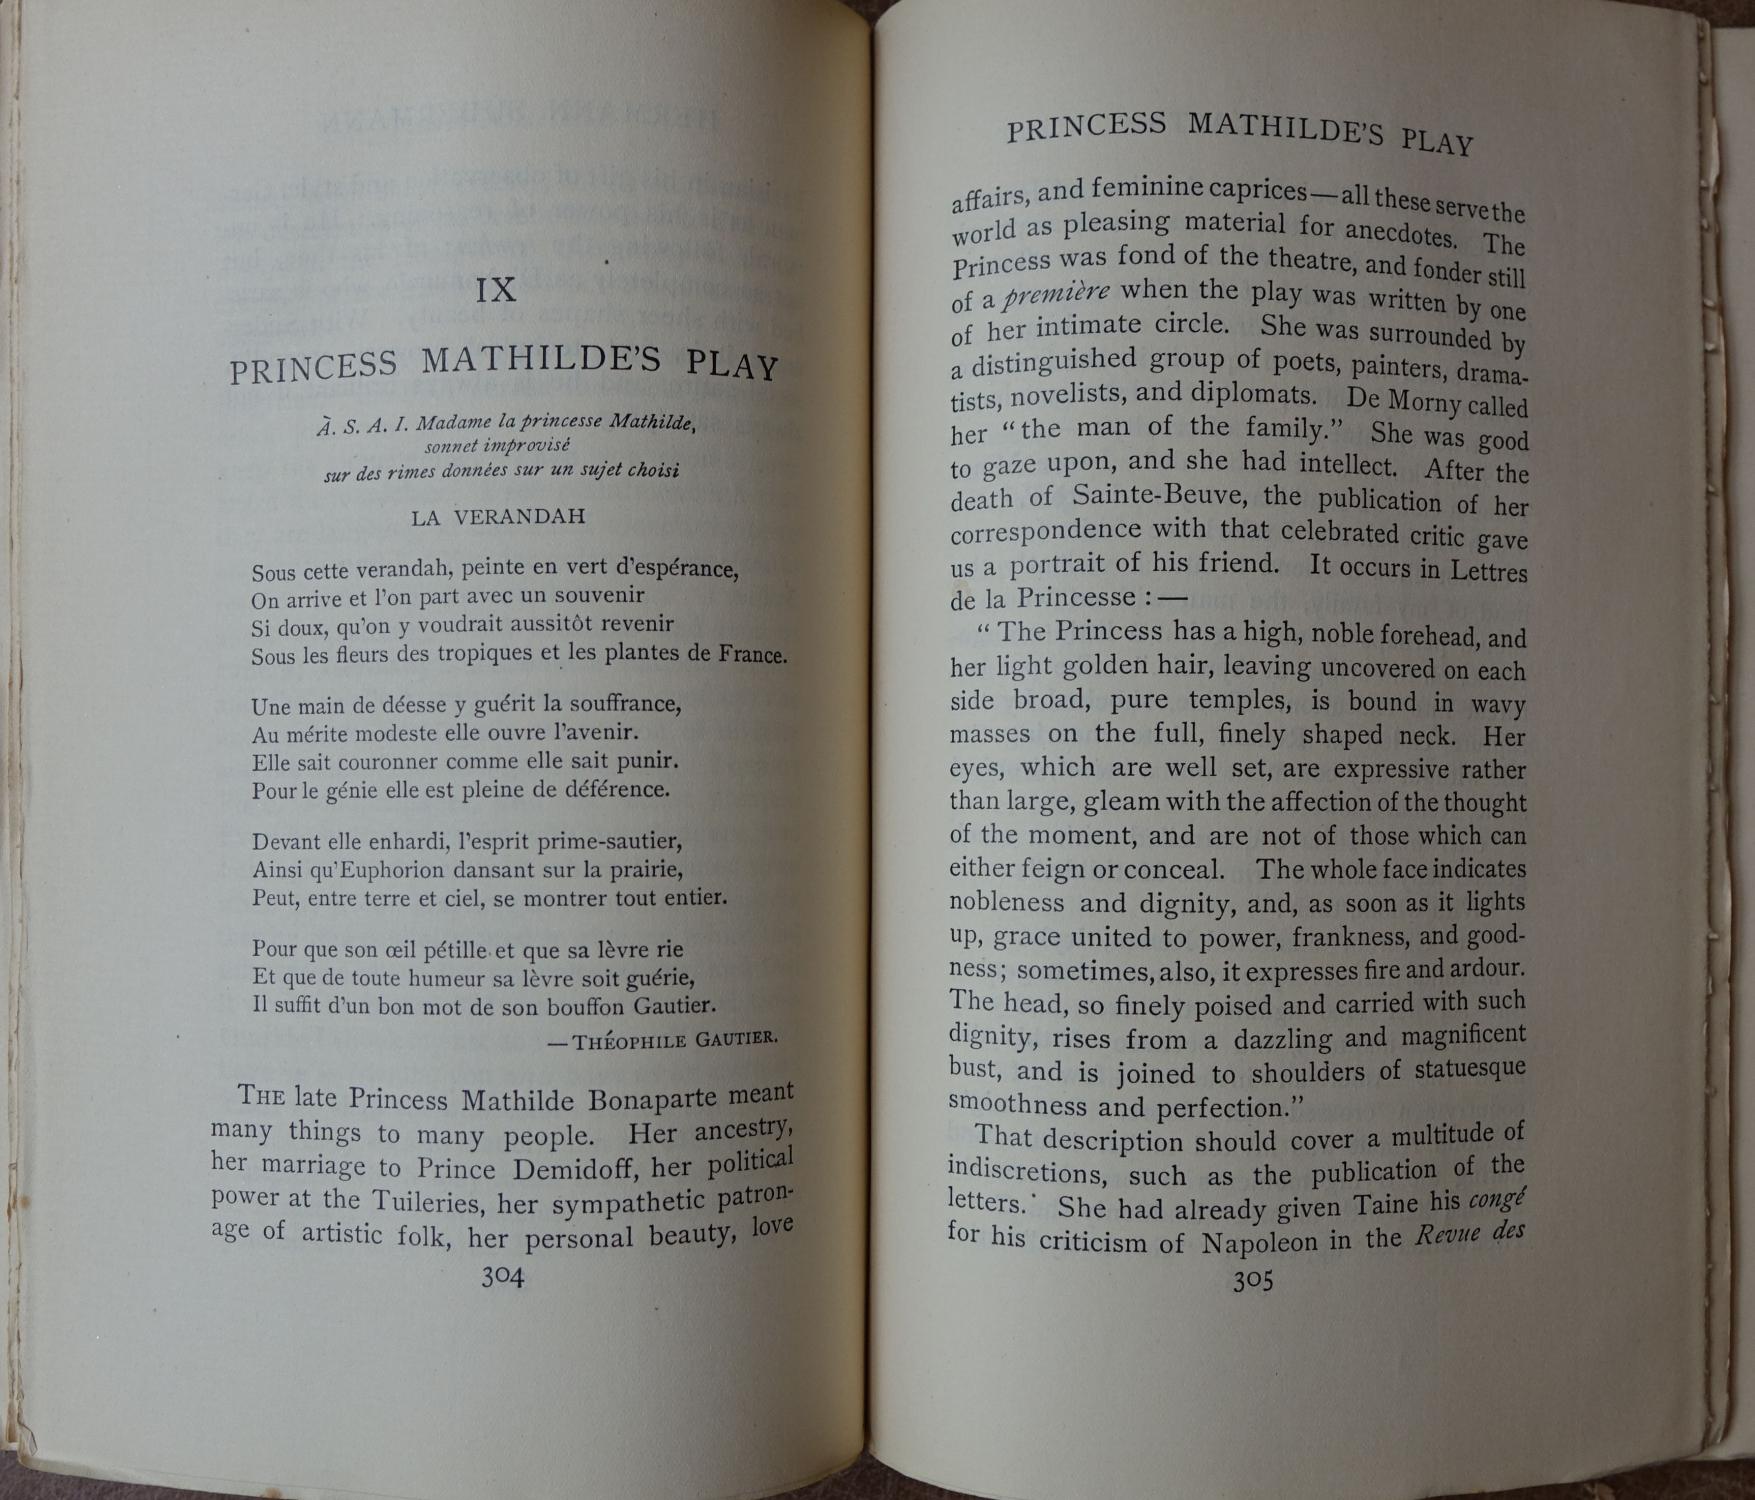 IX
PRINCESS MATHILDE'S PLAY
À. S. A. I. Madame la princesse Mathilde,
sonnet improvisé
sur des rimes données sur un sujet choisi
LA VERANDAH
Sous cette verandah, peinte en vert d'espérance,
On arrive et l'on part avec un souvenir
Si doux, qu'on y voudrait aussitôt revenir
Sous les fleurs des tropiques et les plantes de France.
Une main de déesse y guérit la souffrance,
Au mérite modeste elle ouvre l'avenir.
Elle sait couronner comme elle sait punir.
Pour le génie elle est pleine de déférence.
Devant elle enhardi, l'esprit prime-sautier,
Ainsi qu'Euphorion dansant sur la prairie,
Peut, entre terre et ciel, se montrer tout entier.
Pour que son œil pétille et que sa lèvre rie
Et que de toute humeur sa lèvre soit guérie,
Il suffit d'un bon mot de son bouffon Gautier.
—THÉOPHILE GAUTIER.
THE late Princess Mathilde Bonaparte meant
many things to many people. Her ancestry,
her marriage to Prince Demidoff, her political
power at the Tuileries, her sympathetic patron-
age of artistic folk, her personal beauty, love
304
PRINCESS MATHILDE'S PLAY
affairs, and feminine caprices—all these serve the
world as pleasing material for anecdotes. The
Princess was fond of the theatre, and fonder still
of a première when the play was written by one
of her intimate circle. She was surrounded by
a distinguished group of poets, painters, drama-
tists, novelists, and diplomats. De Morny called
her “the man of the family.” She was good
to gaze upon, and she had intellect. After the
death of Sainte-Beuve, the publication of her
correspondence with that celebrated critic gave
us a portrait of his friend. It occurs in Lettres
de la Princesse :—
“The Princess has a high, noble forehead, and
her light golden hair, leaving uncovered on each
side broad, pure temples, is bound in wavy
masses on the full, finely shaped neck. Her
eyes, which are well set, are expressive rather
than large, gleam with the affection of the thought
of the moment, and are not of those which can
either feign or conceal. The whole face indicates
nobleness and dignity, and, as soon as it lights
up, grace united to power, frankness, and good-
ness; sometimes, also, it expresses fire and ardour.
The head, so finely poised and carried with such
dignity, rises from a dazzling and magnificent
bust, and is joined to shoulders of statuesque
smoothness and perfection.”
That description should cover a multitude of
indiscretions, such as the publication of the
letters. She had already given Taine his congé
for his criticism of Napoleon in the Revue des
305